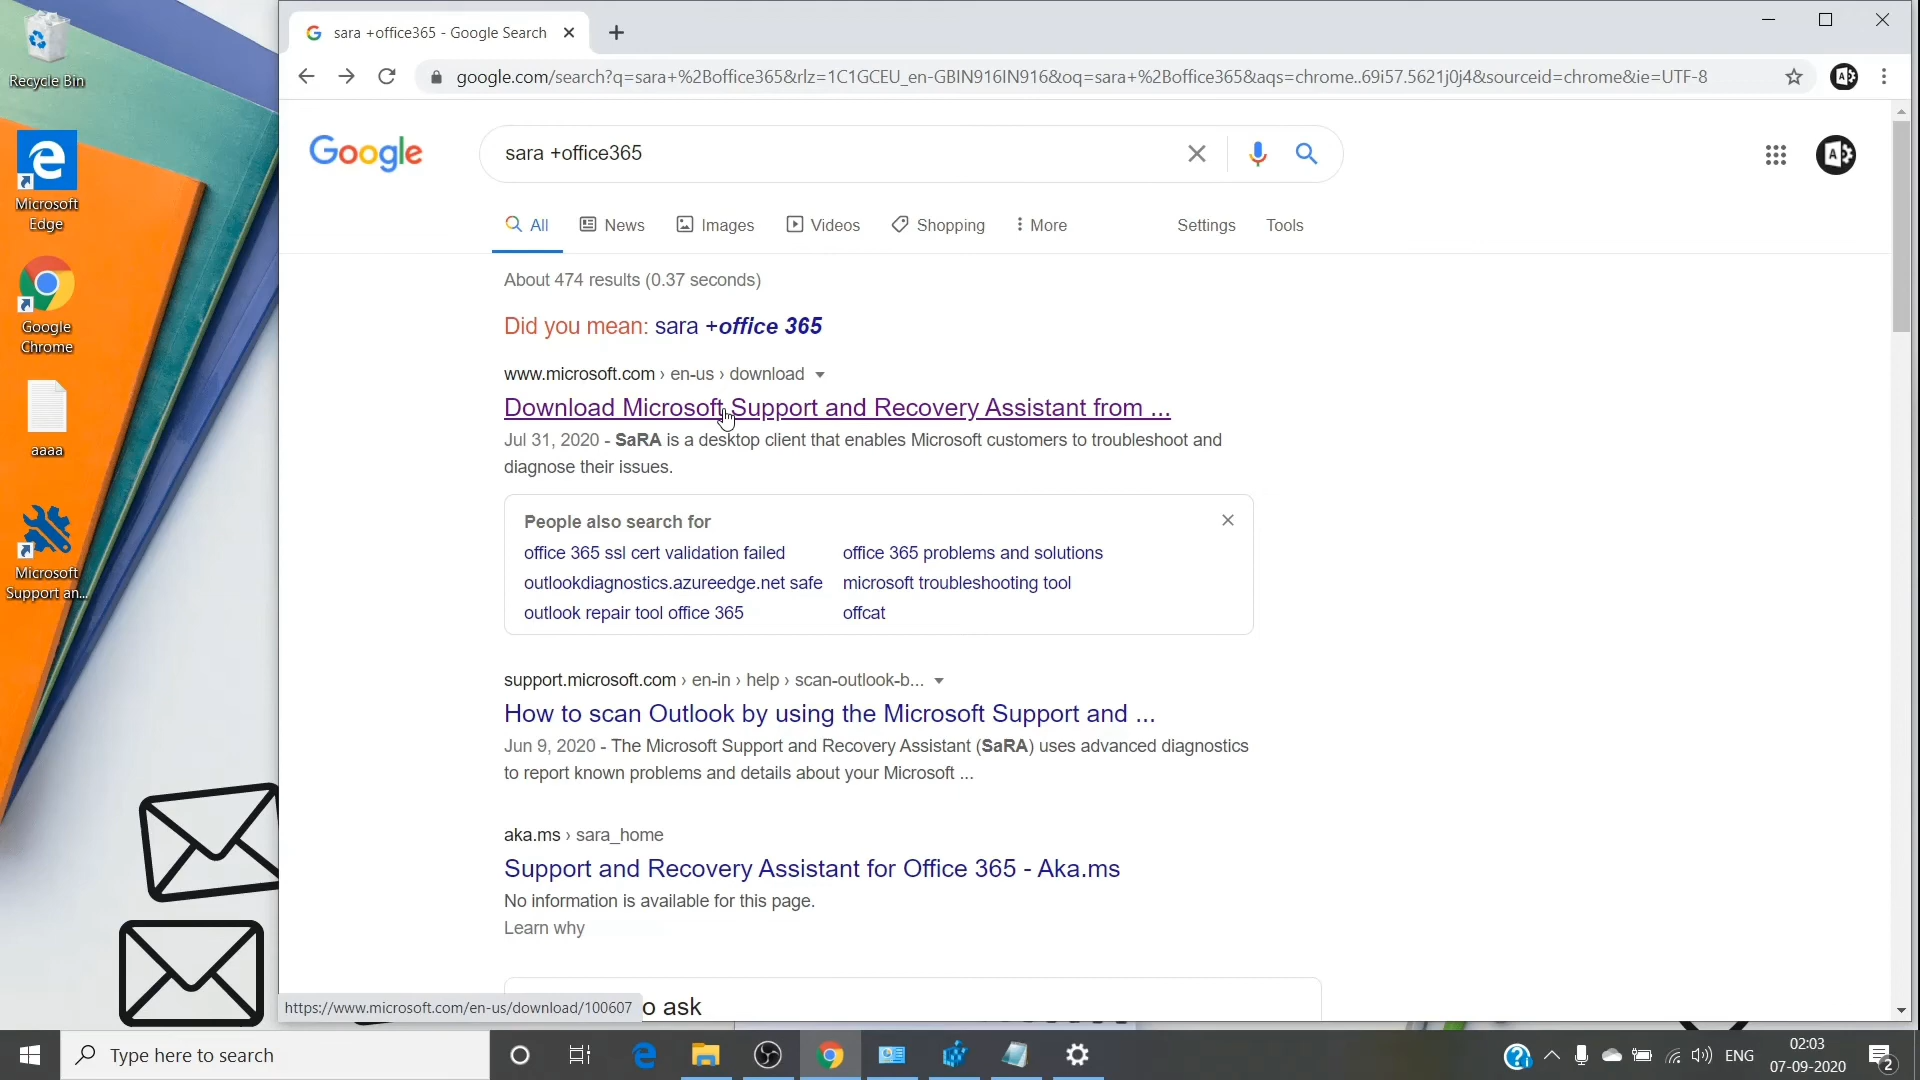 Recycle Bin
Microsoft
Edge
Google
Chrome
aaaa
Microsoft
Support an...
sara +office365 - Google Search
google.com/search?q=sara+%2Boffice365&rlz=1C1GCEU_en-GBIN916IN916&oq=sara+%2Boffice365&aqs=chrome..69i57.5621j0j4&sourceid=chrome&ie=UTF-8
Google
sara +office365
All News Images Videos Shopping More Settings Tools
About 474 results (0.37 seconds)
Did you mean: sara +office 365
www.microsoft.com › en-us › download
Download Microsoft Support and Recovery Assistant from ...
Jul 31, 2020 - SaRA is a desktop client that enables Microsoft customers to troubleshoot and
diagnose their issues.
People also search for
office 365 ssl cert validation failed office 365 problems and solutions
outlookdiagnostics.azureedge.net safe microsoft troubleshooting tool
outlook repair tool office 365 offcat
support.microsoft.com › en-in › help › scan-outlook-b...
How to scan Outlook by using the Microsoft Support and ...
Jun 9, 2020 - The Microsoft Support and Recovery Assistant (SaRA) uses advanced diagnostics
to report known problems and details about your Microsoft ...
aka.ms › sara_home
Support and Recovery Assistant for Office 365 - Aka.ms
No information is available for this page.
Learn why
https://www.microsoft.com/en-us/download/100607
o ask
Type here to search
ENG
02:03
07-09-2020
2